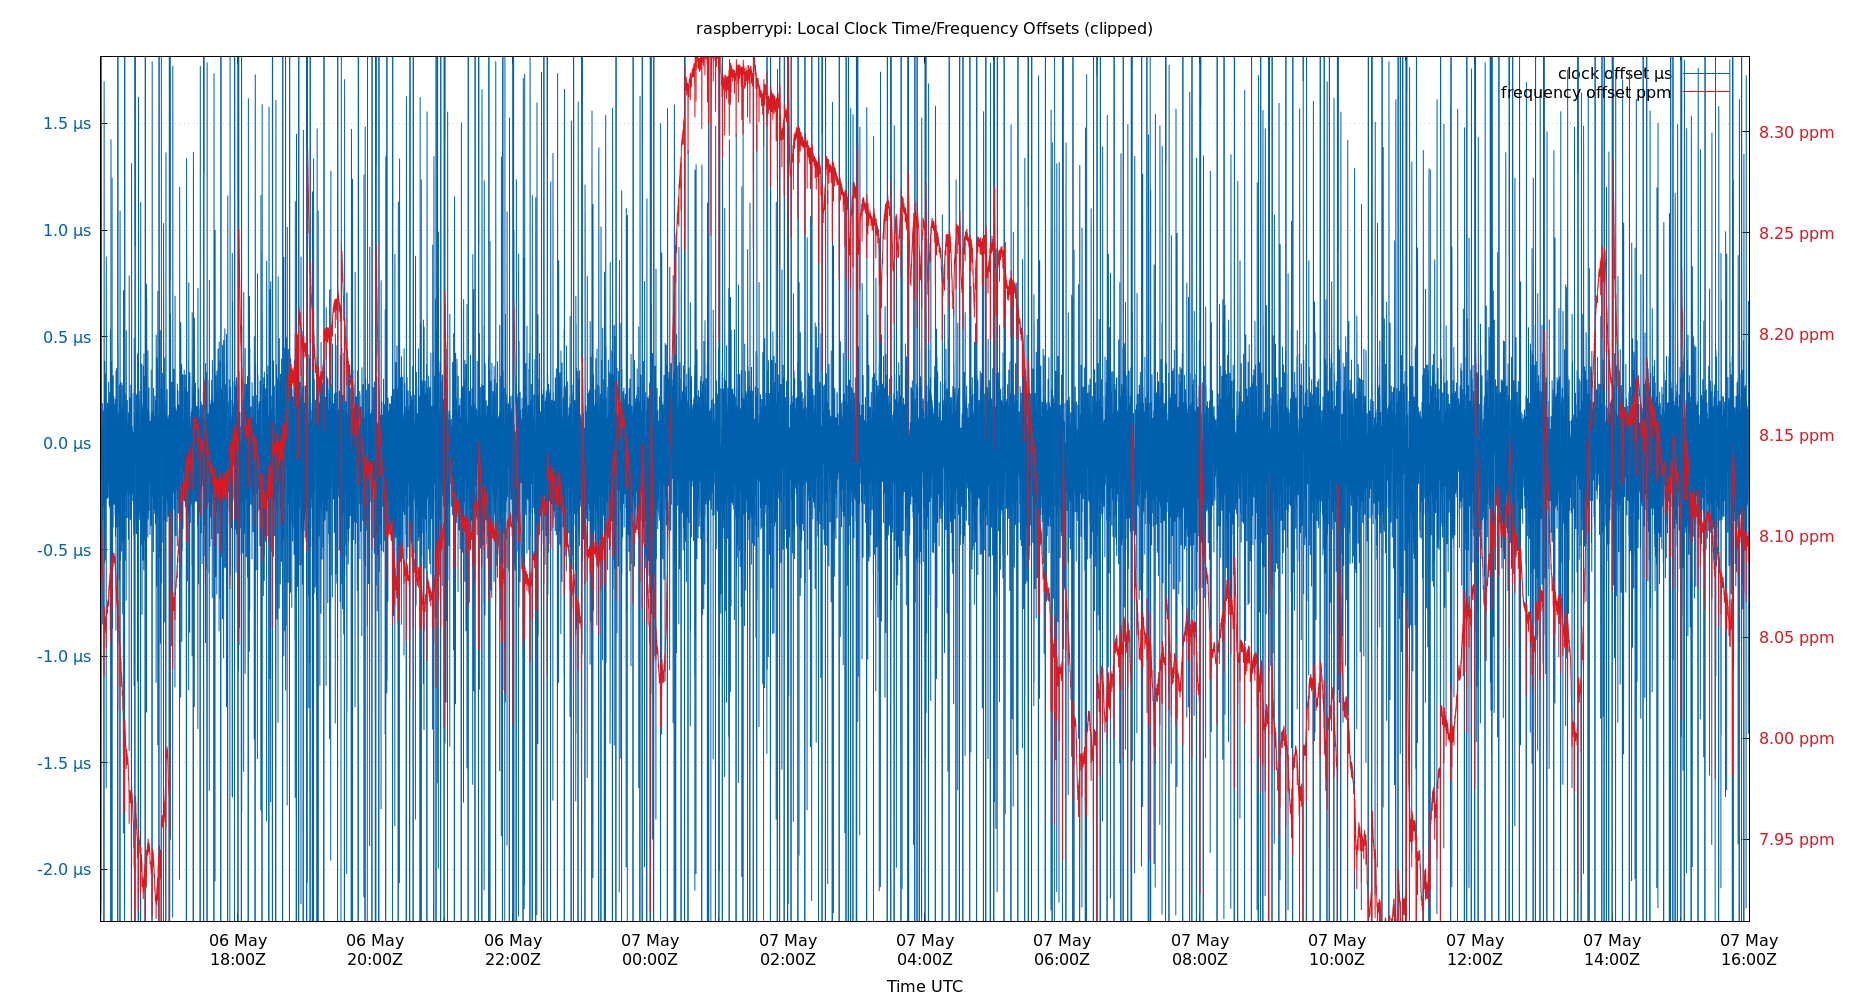 raspberrypi: Local Clock Time/Frequency Offsets (clipped)
clock offset µs
frequency offset ppm
1.5 µs
1.0 µs
0.5 µs
0.0 µs
-0.5 µs
-1.0 µs
-1.5 µs
-2.0 µs
8.30 ppm
8.25 ppm
8.20 ppm
8.15 ppm
8.10 ppm
8.05 ppm
8.00 ppm
7.95 ppm
06 May 06 May 06 May 07 May 07 May 07 May 07 May 07 May 07 May 07 May 07 May 07 May
18:00Z 20:00Z 22:00Z 00:00Z 02:00Z 04:00Z 06:00Z 08:00Z 10:00Z 12:00Z 14:00Z 16:00Z
Time UTC